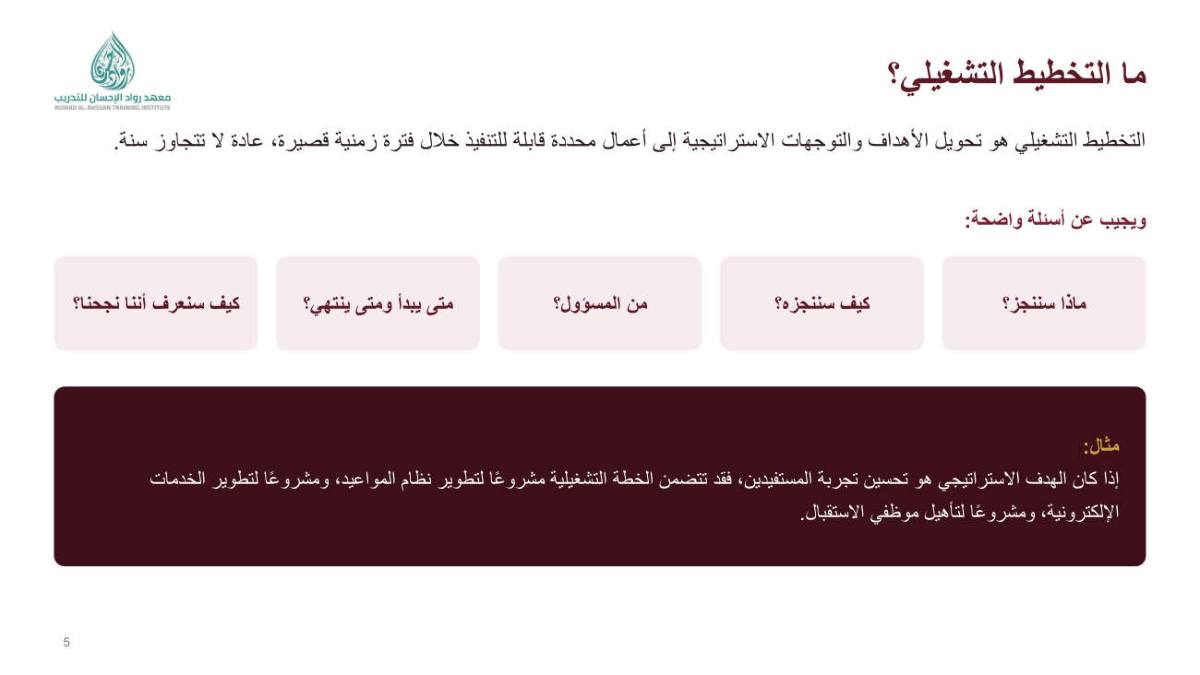 معهد رواد الإحسان للتدريب
RUWAD AL-AHSSAN TRAINING INSTITUTE
ما التخطيط التشغيلي؟
التخطيط التشغيلي هو تحويل الأهداف والتوجهات الاستراتيجية إلى أعمال محددة قابلة للتنفيذ خلال فترة زمنية قصيرة، عادة لا تتجاوز سنة.
ويجيب عن أسئلة واضحة:
ماذا سننجز؟
كيف سننجزه؟
من المسؤول؟
متى يبدأ ومتى ينتهي؟
كيف سنعرف أننا نجحنا؟
مثال:
إذا كان الهدف الاستراتيجي هو تحسين تجربة المستفيدين، فقد تتضمن الخطة التشغيلية مشروعًا لتطوير نظام المواعيد، ومشروعًا لتطوير الخدمات
الإلكترونية، ومشروعًا لتأهيل موظفي الاستقبال.
5